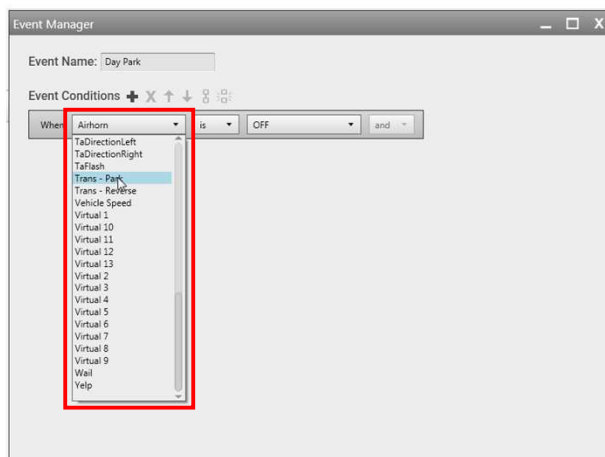 Event Manager
Event Name: Day Park
Event Conditions
When Airhorn is OFF and
TaDirectionLeft
TaDirectionRight
TaFlash
Trans - Park
Trans - Reverse
Vehicle Speed
Virtual 1
Virtual 10
Virtual 11
Virtual 12
Virtual 13
Virtual 2
Virtual 3
Virtual 4
Virtual 5
Virtual 6
Virtual 7
Virtual 8
Virtual 9
Wail
Yelp